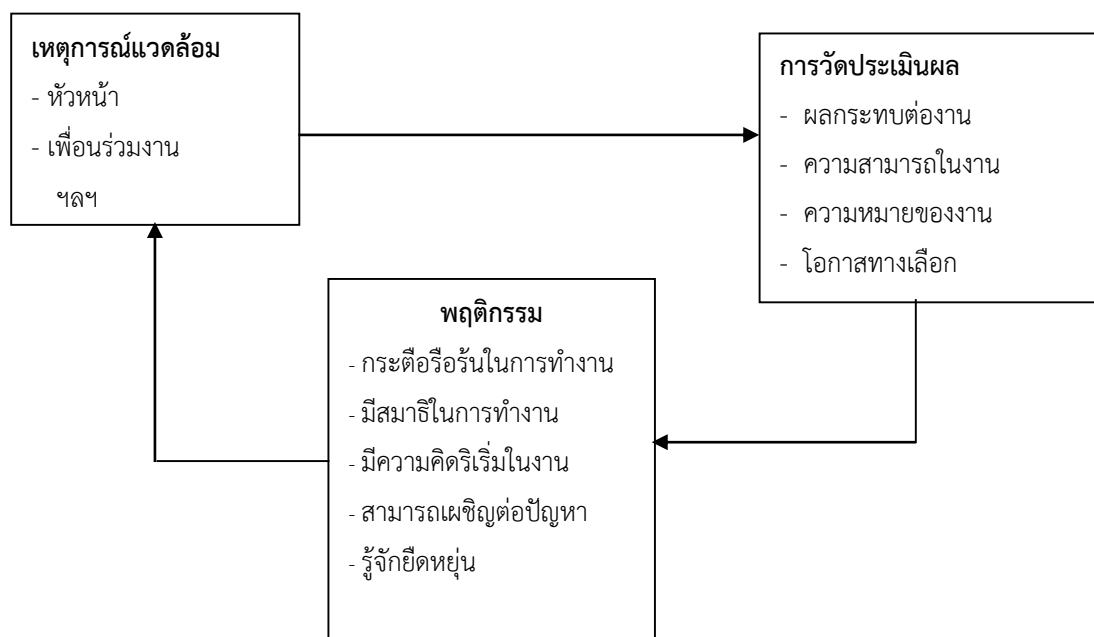 เหตุการณ์แวดล้อม
- หัวหน้า
- เพื่อนร่วมงาน
ฯลฯ
การวัดประเมินผล
- ผลกระทบต่องาน
- ความสามารถในงาน
- ความหมายของงาน
- โอกาสทางเลือก
พฤติกรรม
- กระตือรือร้นในการทำงาน
- มีสมาธิในการทำงาน
- มีความคิดริเริ่มในงาน
- สามารถเผชิญต่อปัญหา
- รู้จักยืดหยุ่น